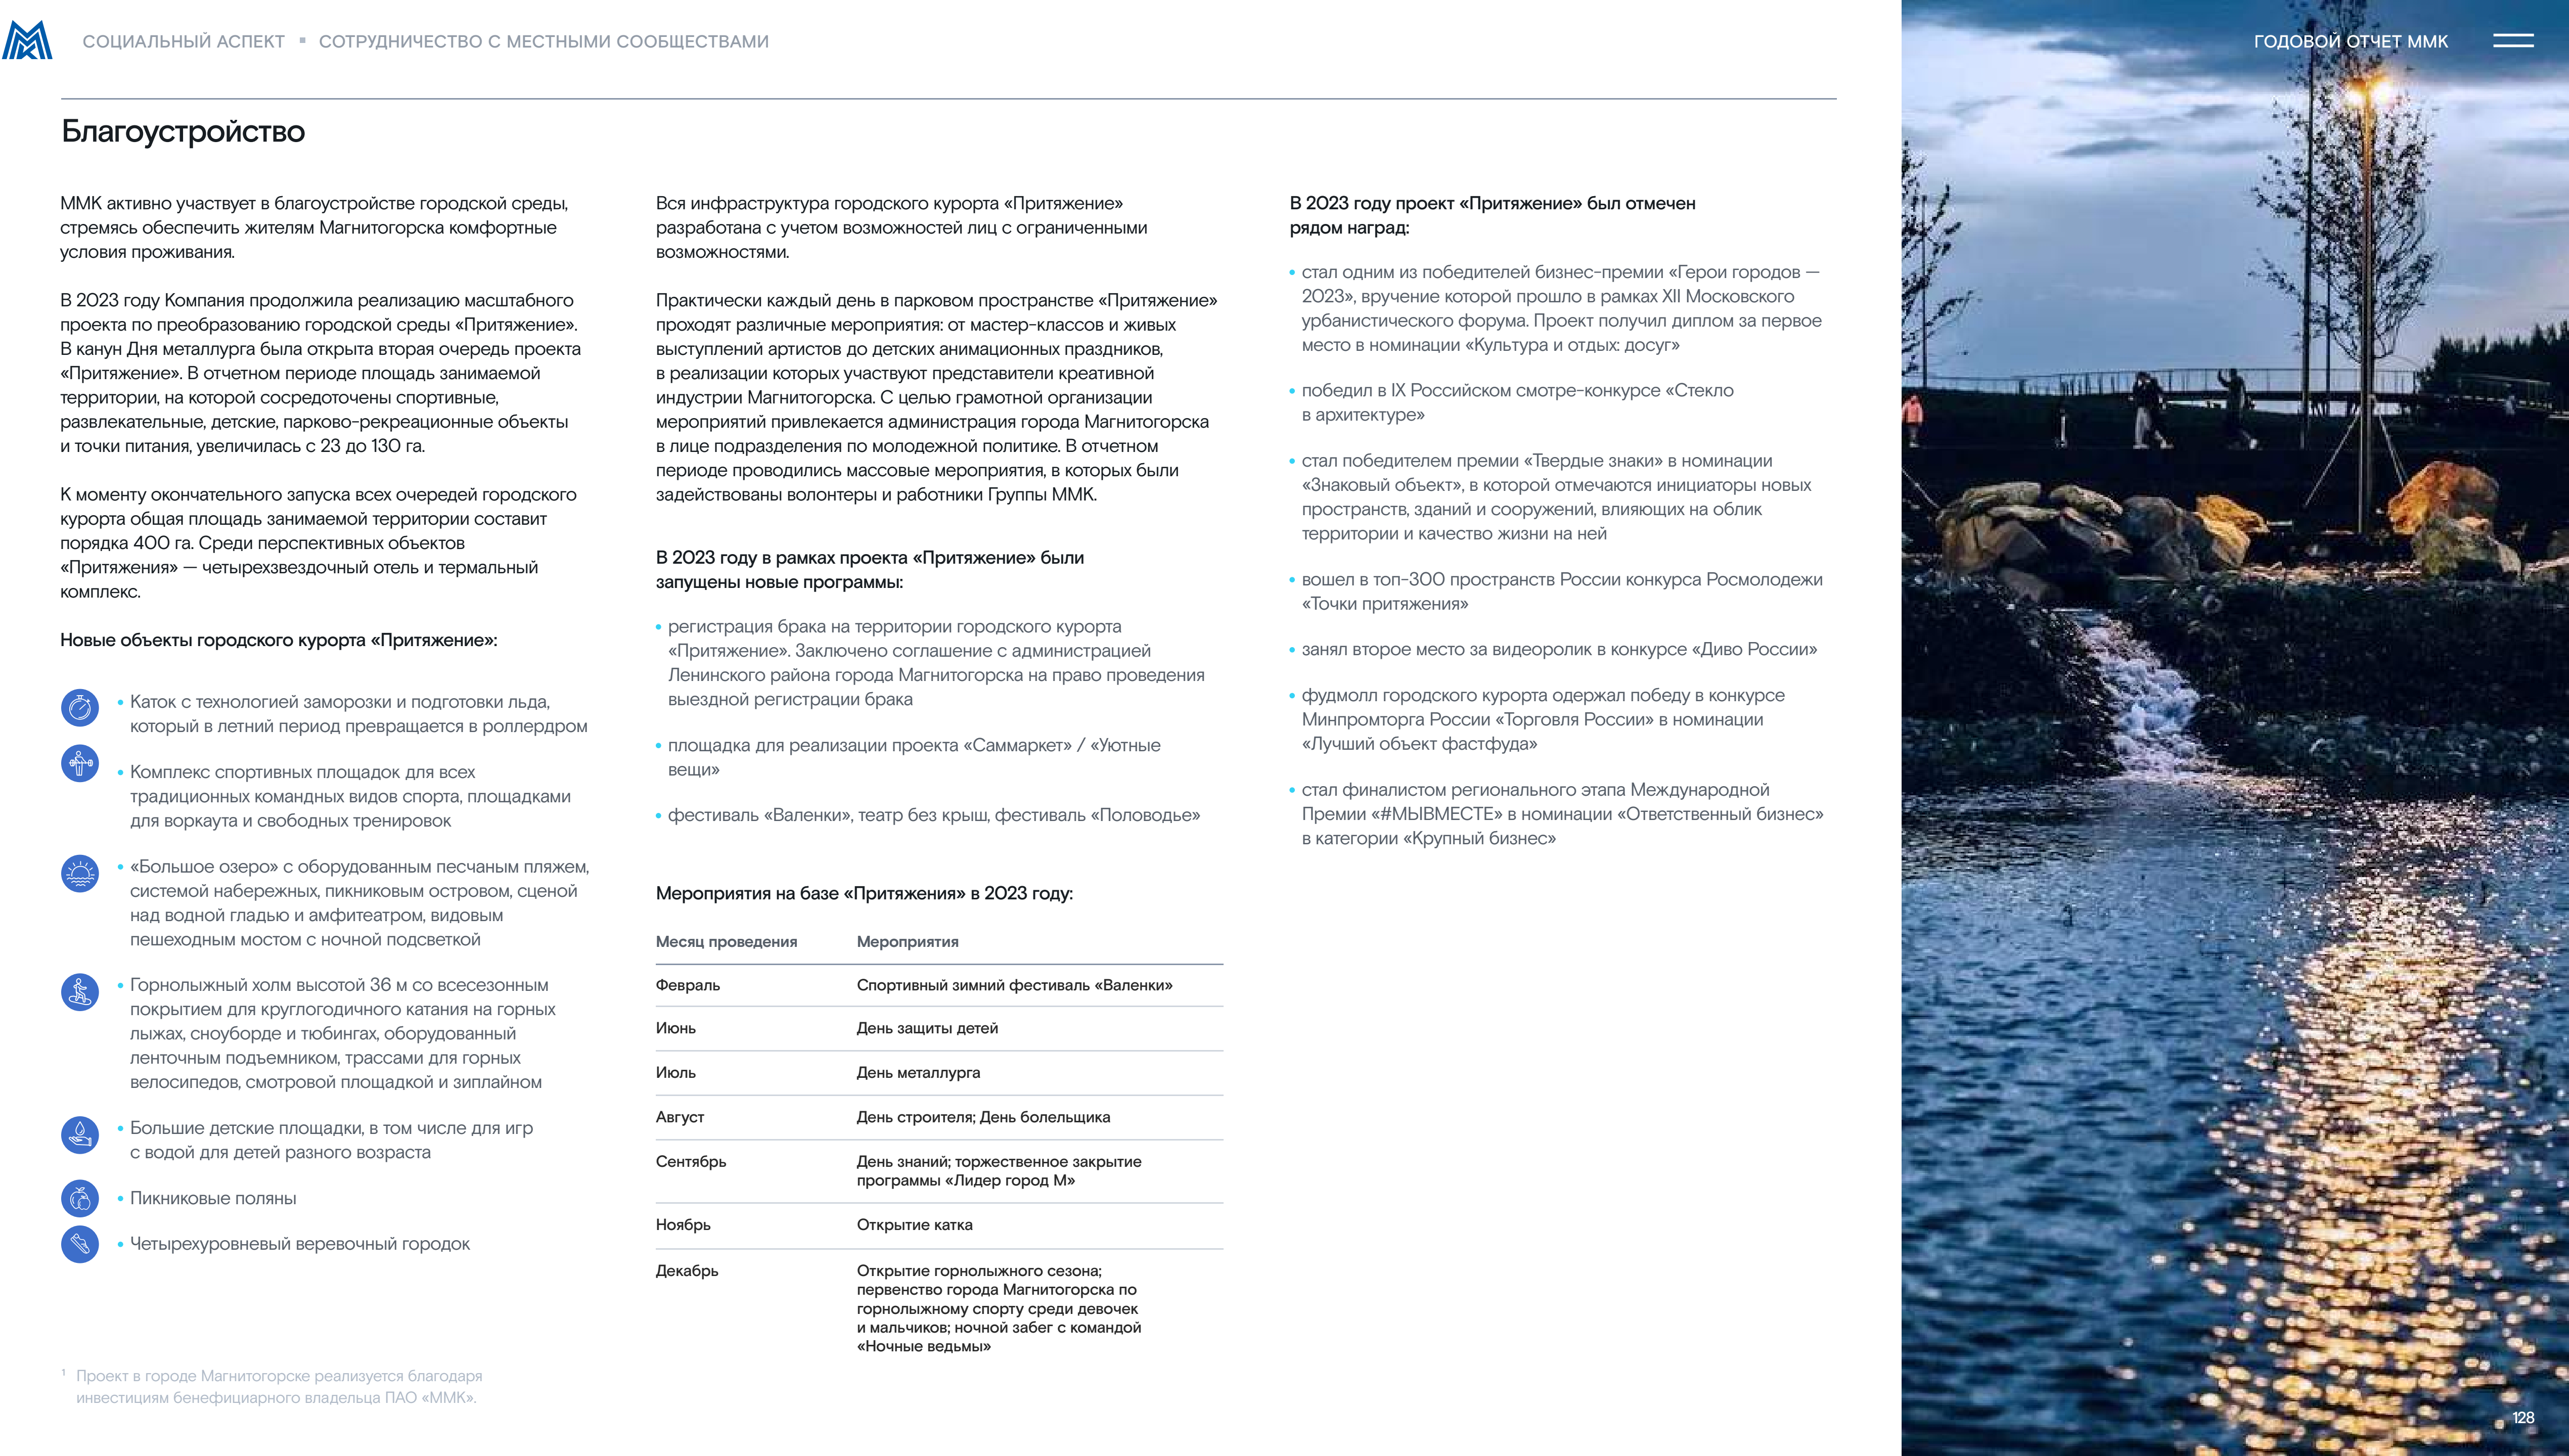 СОЦИАЛЬНЫЙ АСПЕКТ ▪ СОТРУДНИЧЕСТВО С МЕСТНЫМИ СООБЩЕСТВАМИ
ГОДОВОЙ ОТЧЕТ ММК
Благоустройство
ММК активно участвует в благоустройстве городской среды,
стремясь обеспечить жителям Магнитогорска комфортные
условия проживания.
В 2023 году Компания продолжила реализацию масштабного
проекта по преобразованию городской среды «Притяжение».
В канун Дня металлурга была открыта вторая очередь проекта
«Притяжение». В отчетном периоде площадь занимаемой
территории, на которой сосредоточены спортивные,
развлекательные, детские, парково-рекреационные объекты
и точки питания, увеличилась с 23 до 130 га.
К моменту окончательного запуска всех очередей городского
курорта общая площадь занимаемой территории составит
порядка 400 га. Среди перспективных объектов
«Притяжения» — четырехзвездочный отель и термальный
комплекс.
Новые объекты городского курорта «Притяжение»:
• Каток с технологией заморозки и подготовки льда,
который в летний период превращается в роллердром
• Комплекс спортивных площадок для всех
традиционных командных видов спорта, площадками
для воркаута и свободных тренировок
• «Большое озеро» с оборудованным песчаным пляжем,
системой набережных, пикниковым островом, сценой
над водной гладью и амфитеатром, видовым
пешеходным мостом с ночной подсветкой
• Горнолыжный холм высотой 36 м со всесезонным
покрытием для круглогодичного катания на горных
лыжах, сноуборде и тюбингах, оборудованный
ленточным подъемником, трассами для горных
велосипедов, смотровой площадкой и зиплайном
• Большие детские площадки, в том числе для игр
с водой для детей разного возраста
• Пикниковые поляны
• Четырехуровневый веревочный городок
¹ Проект в городе Магнитогорске реализуется благодаря
инвестициям бенефициарного владельца ПАО «ММК».
Вся инфраструктура городского курорта «Притяжение»
разработана с учетом возможностей лиц с ограниченными
возможностями.
Практически каждый день в парковом пространстве «Притяжение»
проходят различные мероприятия: от мастер-классов и живых
выступлений артистов до детских анимационных праздников,
в реализации которых участвуют представители креативной
индустрии Магнитогорска. С целью грамотной организации
мероприятий привлекается администрация города Магнитогорска
в лице подразделения по молодежной политике. В отчетном
периоде проводились массовые мероприятия, в которых были
задействованы волонтеры и работники Группы ММК.
В 2023 году в рамках проекта «Притяжение» были
запущены новые программы:
• регистрация брака на территории городского курорта
«Притяжение». Заключено соглашение с администрацией
Ленинского района города Магнитогорска на право проведения
выездной регистрации брака
• площадка для реализации проекта «Саммаркет» / «Уютные
вещи»
• фестиваль «Валенки», театр без крыш, фестиваль «Половодье»
Мероприятия на базе «Притяжения» в 2023 году:
Месяц проведения Мероприятия
Февраль Спортивный зимний фестиваль «Валенки»
Июнь День защиты детей
Июль День металлурга
Август День строителя; День болельщика
Сентябрь День знаний; торжественное закрытие
программы «Лидер город М»
Ноябрь Открытие катка
Декабрь Открытие горнолыжного сезона;
первенство города Магнитогорска по
горнолыжному спорту среди девочек
и мальчиков; ночной забег с командой
«Ночные ведьмы»
В 2023 году проект «Притяжение» был отмечен
рядом наград:
• стал одним из победителей бизнес-премии «Герои городов —
2023», вручение которой прошло в рамках XII Московского
урбанистического форума. Проект получил диплом за первое
место в номинации «Культура и отдых: досуг»
• победил в IX Российском смотре-конкурсе «Стекло
в архитектуре»
• стал победителем премии «Твердые знаки» в номинации
«Знаковый объект», в которой отмечаются инициаторы новых
пространств, зданий и сооружений, влияющих на облик
территории и качество жизни на ней
• вошел в топ-300 пространств России конкурса Росмолодежи
«Точки притяжения»
• занял второе место за видеоролик в конкурсе «Диво России»
• фудмолл городского курорта одержал победу в конкурсе
Минпромторга России «Торговля России» в номинации
«Лучший объект фастфуда»
• стал финалистом регионального этапа Международной
Премии «#МЫВМЕСТЕ» в номинации «Ответственный бизнес»
в категории «Крупный бизнес»
128